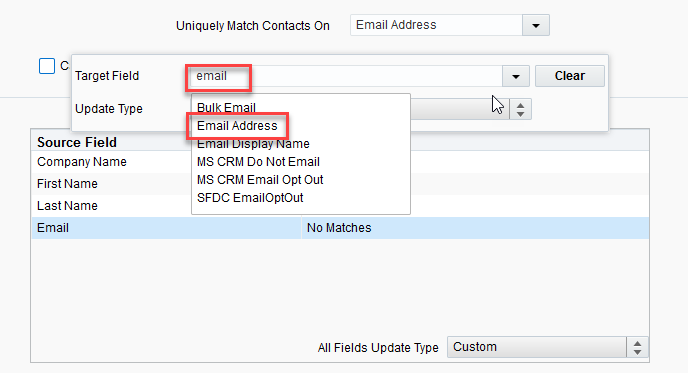 Uniquely Match Contacts On Email Address
C
Target Field email Clear
Update Type
Bulk Email
Email Address
Email Display Name
MS CRM Do Not Email
MS CRM Email Opt Out
SFDC EmailOptOut
Source Field
Company Name
First Name
Last Name
Email No Matches
All Fields Update Type Custom